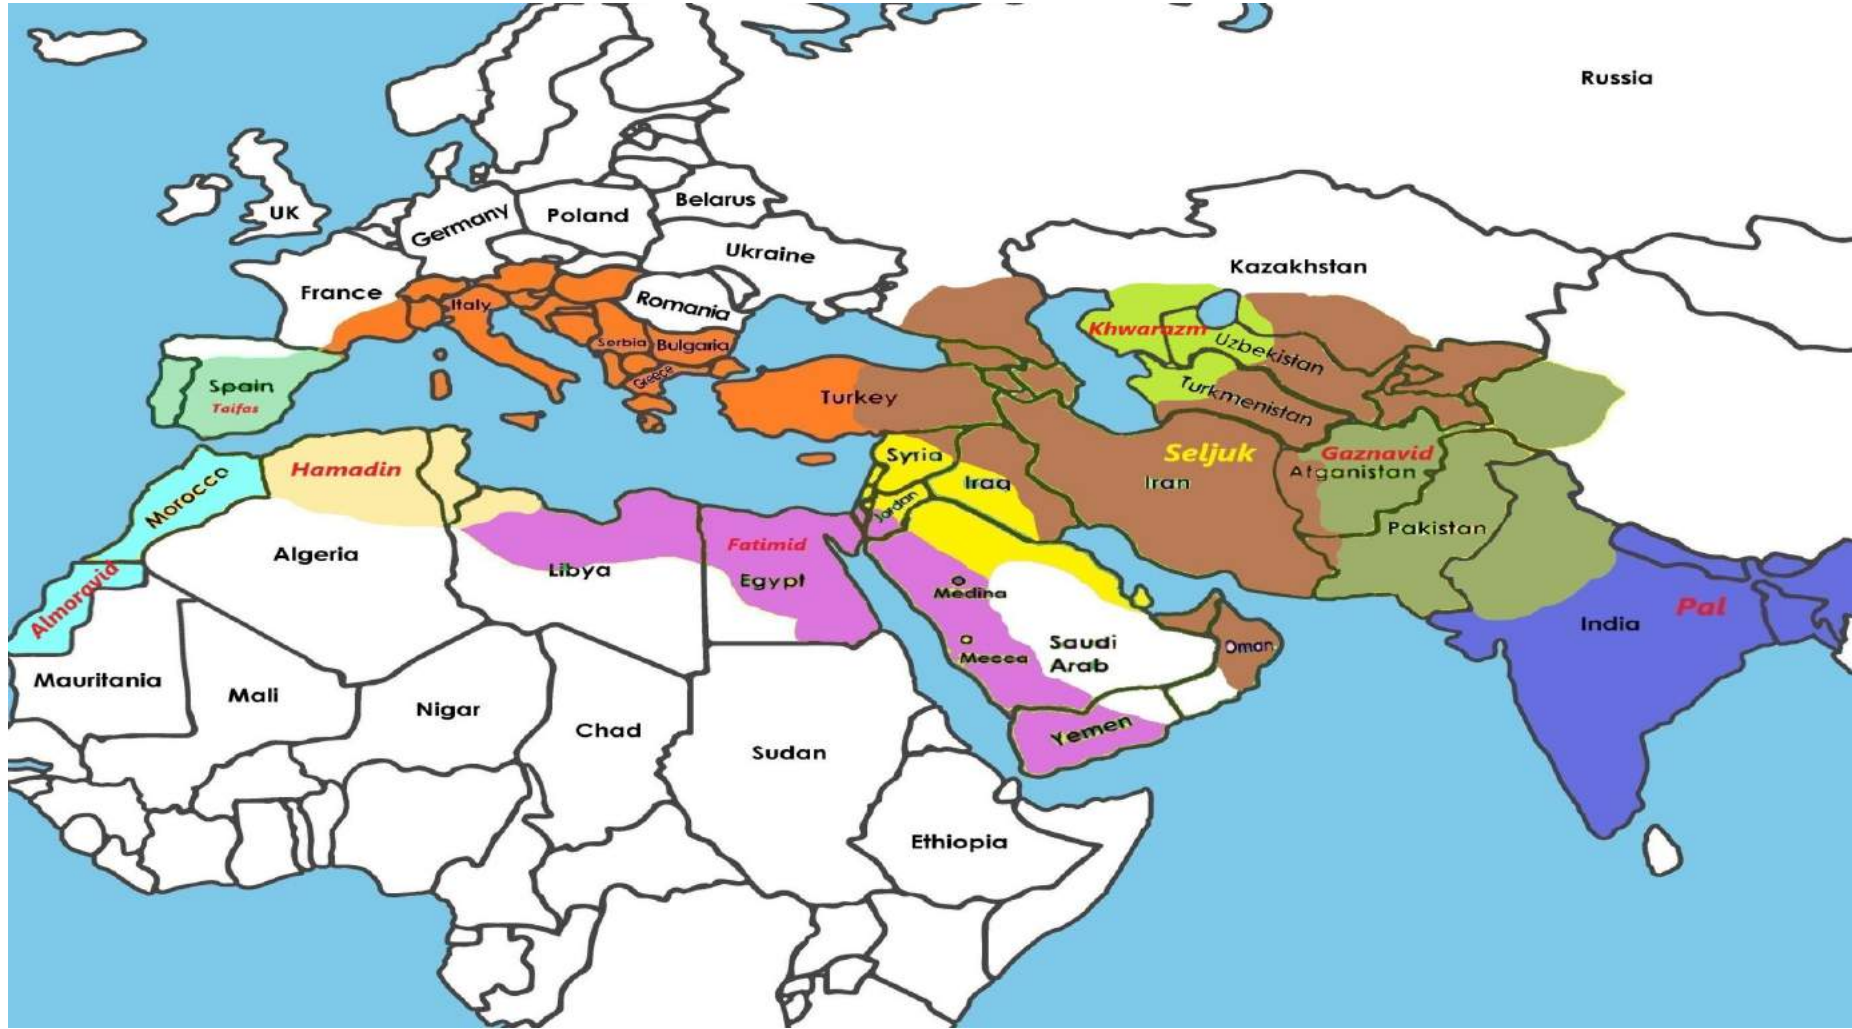 Russia
UK
Germany
Poland
Belarus
Ukraine
Kazakhstan
France
Italy
Romania
Serbia
Bulgaria
Greece
Khwarazm
Uzbekistan
Turkmenistan
Spain
Taifas
Turkey
Syria
Iraq
Jordan
Seljuk
Iran
Gaznavid
Afganistan
Pakistan
Hamadin
Morocco
Algeria
Libya
Fatimid
Egypt
Medina
Mecca
Saudi
Arab
Oman
Yemen
India
Pal
Almoravid
Mauritania
Mali
Nigar
Chad
Sudan
Ethiopia